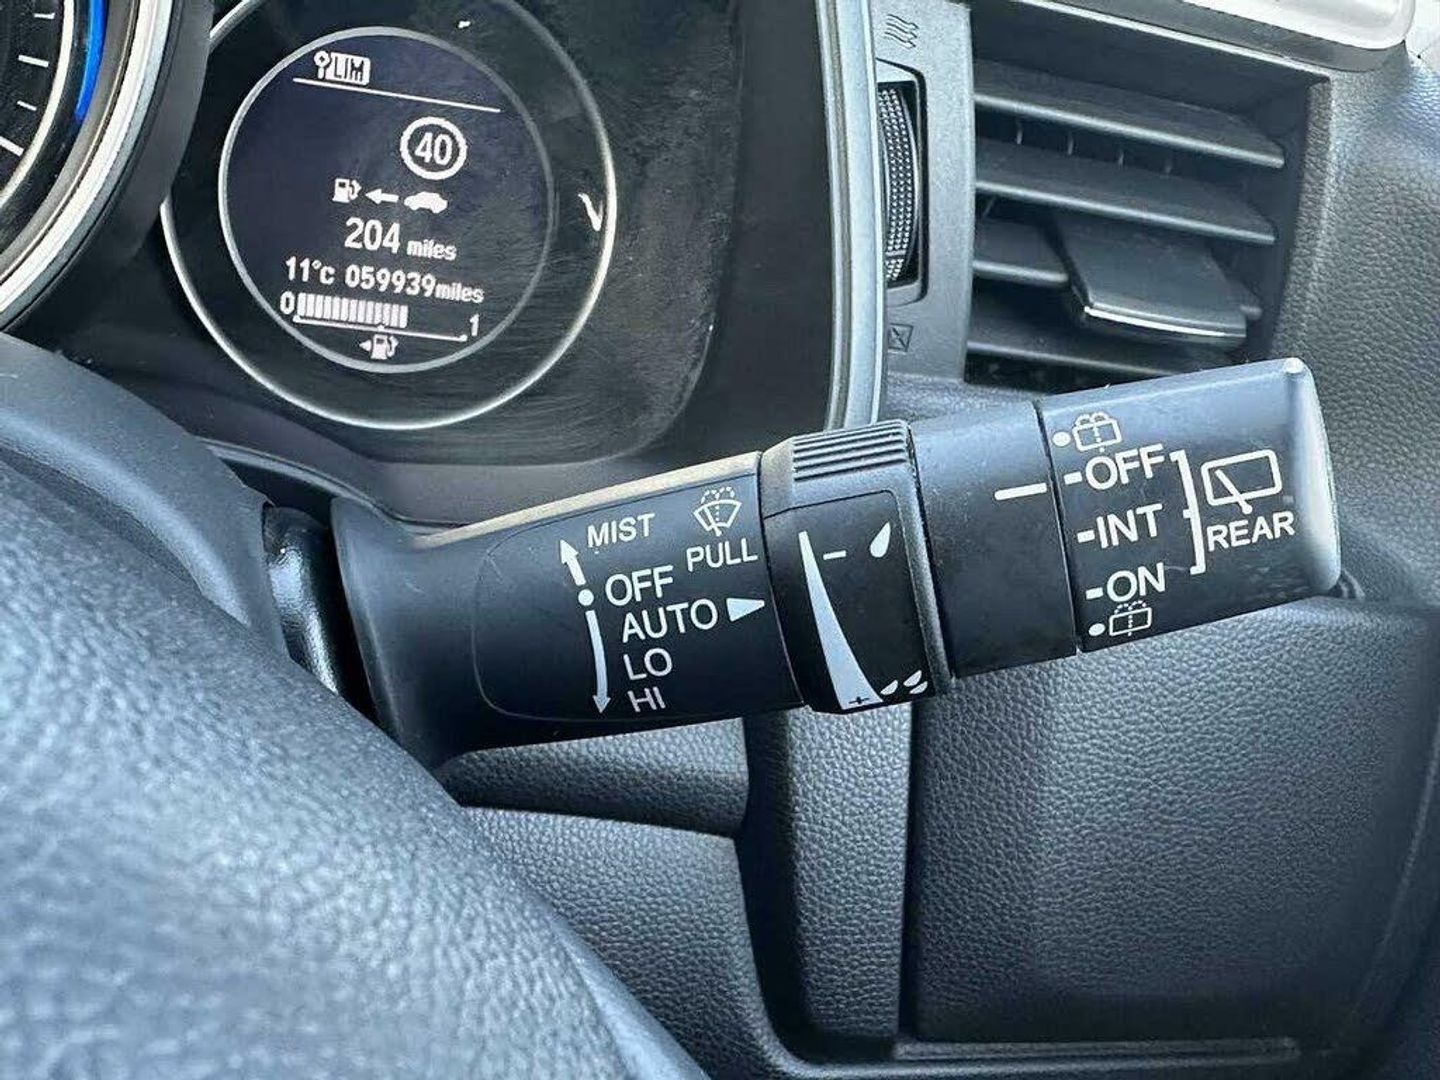 LIM
40
204 miles
11°c 059939miles
0 1
MIST
PULL
OFF
AUTO
LO
HI
- +
-OFF
-INT
-ON
REAR